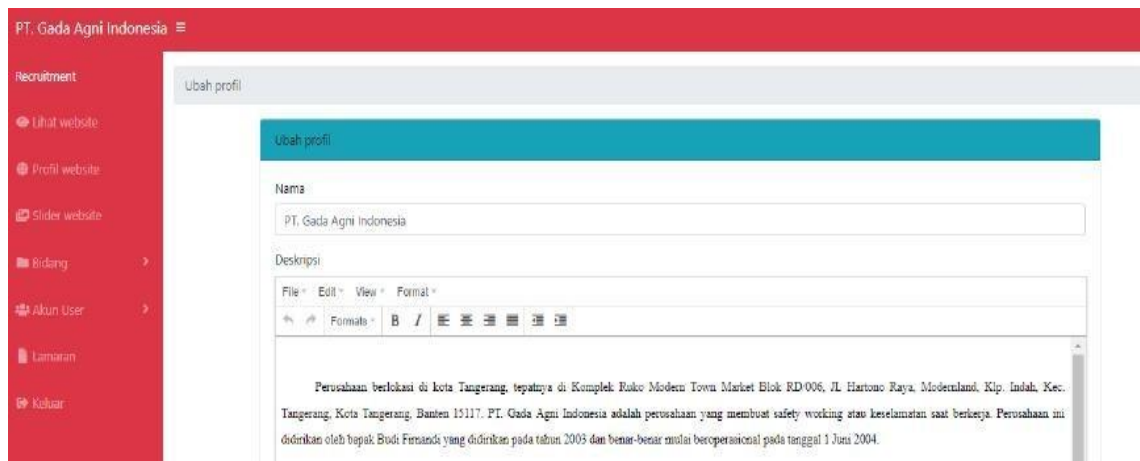 PT. Gada Agni Indonesia
Recruitment
Ubah profil
Lihat website
Profil website
Slider website
Bidang
Akun User
Lamaran
Keluar
Ubah profil
Nama
PT. Gada Agni Indonesia
Deskripsi
File Edit View Format
Formats B I
Perusahaan berlokasi di kota Tangerang, tepatnya di Komplek Ruko Modern Town Market Blok RD/006, JL Hartono Raya, Modernland, Klp. Indah, Kec.
Tangerang, Kota Tangerang, Banten 15117. PT. Gada Agni Indonesia adalah perusahaan yang membuat safety working atau keselamatan saat berkerja. Perusahaan ini
didirikan oleh bapak Budi Firnandi yang didirikan pada tahun 2003 dan benar-benar mulai beroperasional pada tanggal 1 Juni 2004.